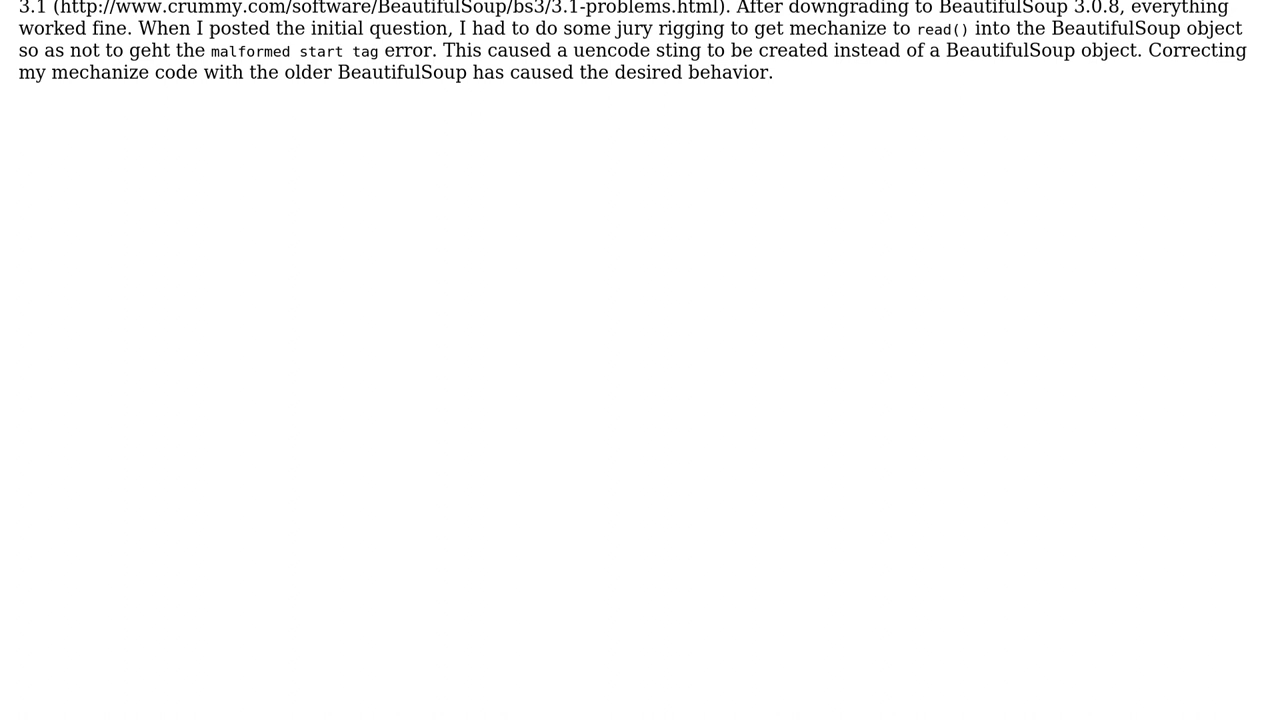 3.1 (http://www.crummy.com/software/BeautifulSoup/bs3/3.1-problems.html). After downgrading to BeautifulSoup 3.0.8, everything
worked fine. When I posted the initial question, I had to do some jury rigging to get mechanize to read() into the BeautifulSoup object
so as not to geht the malformed start tag error. This caused a uencode sting to be created instead of a BeautifulSoup object. Correcting
my mechanize code with the older BeautifulSoup has caused the desired behavior.